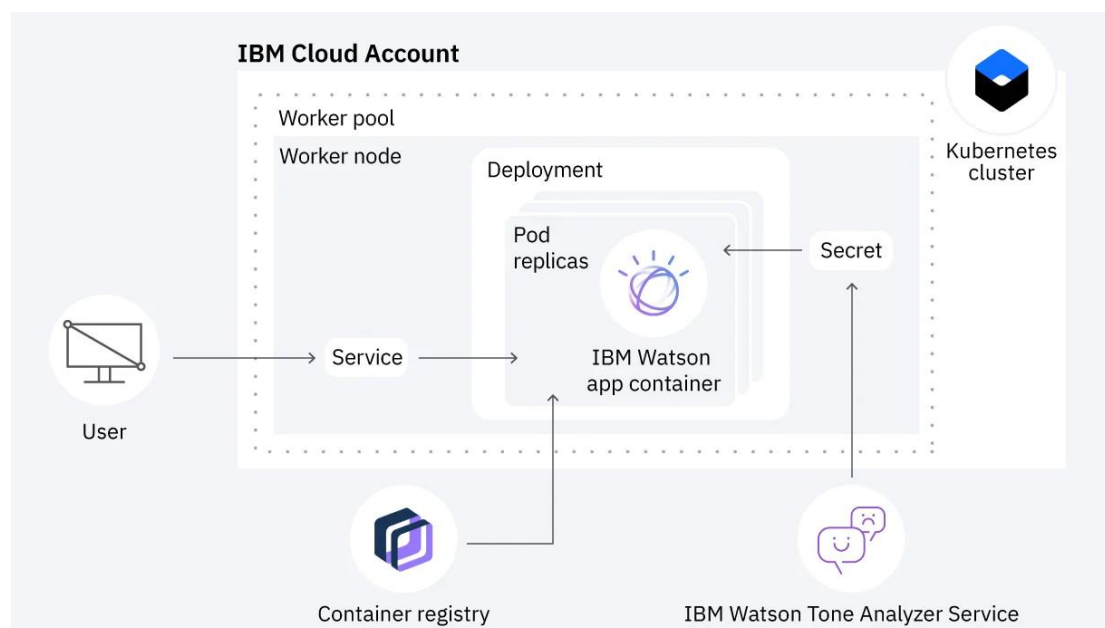 IBM Cloud Account
Worker pool
Worker node
Deployment
Kubernetes
cluster
Pod
replicas
Secret
Service
IBM Watson
app container
User
Container registry
IBM Watson Tone Analyzer Service